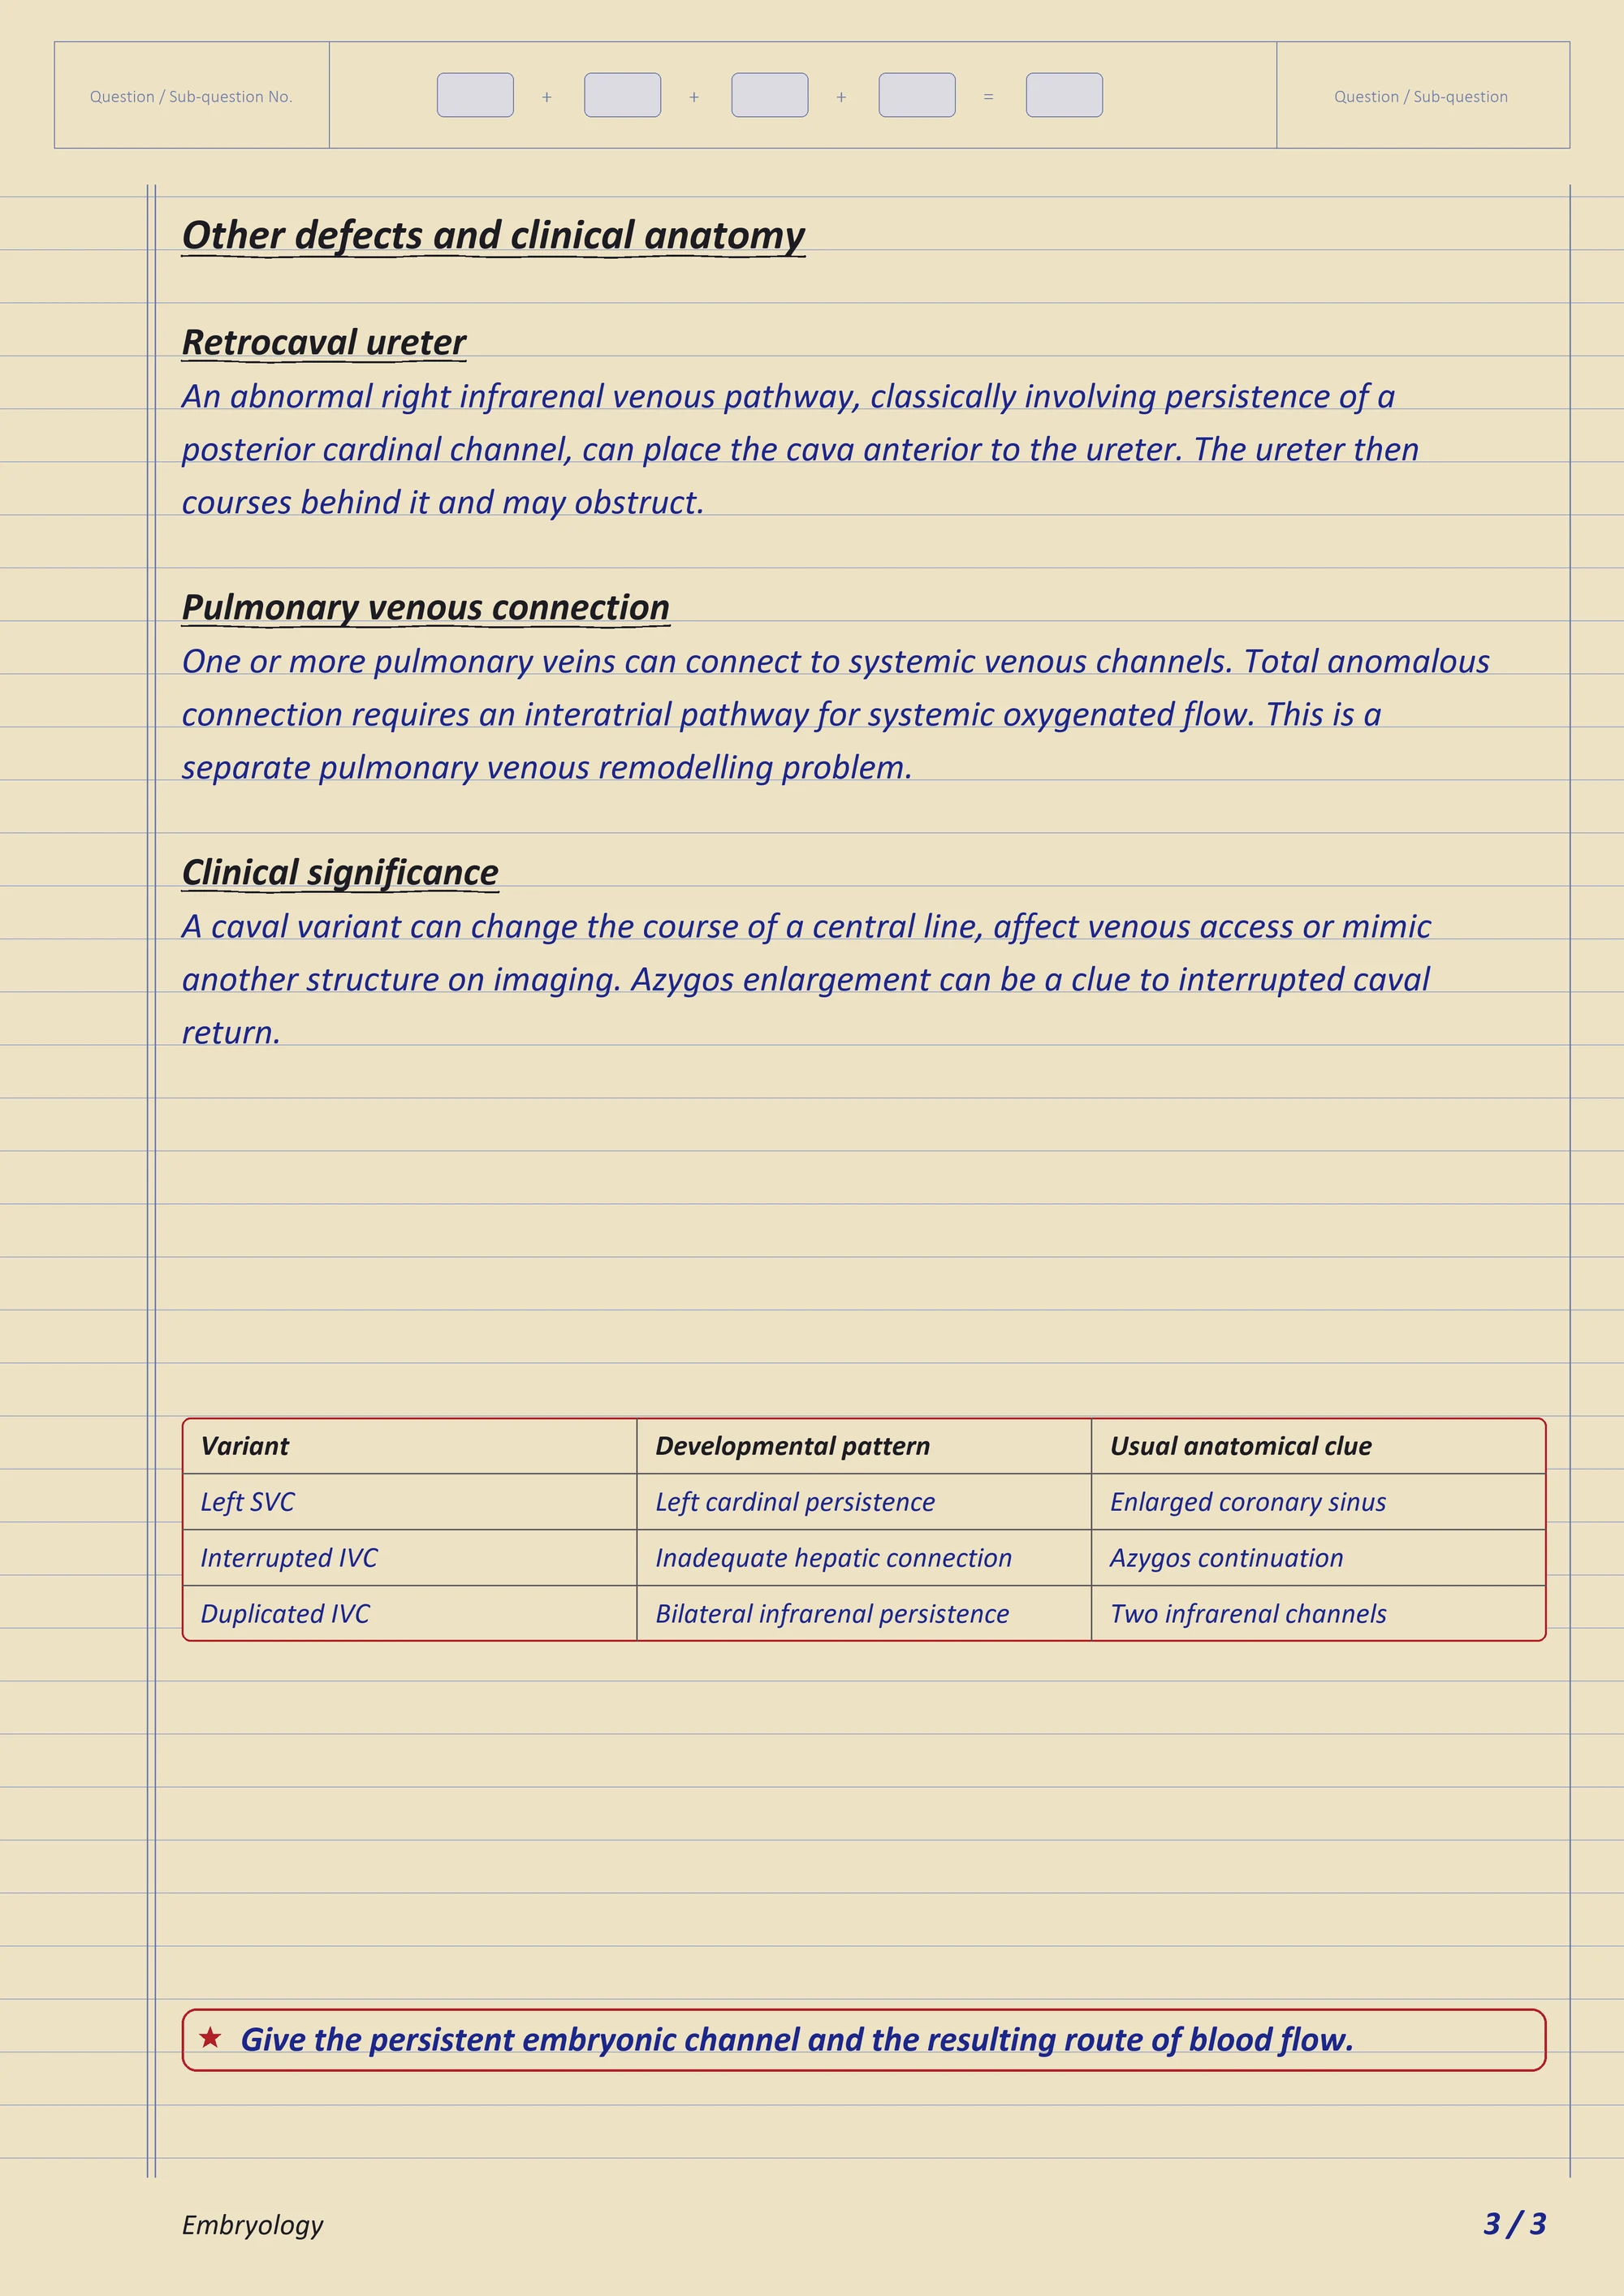 Question / Sub-question No.
+ + + =
Question / Sub-question
Other defects and clinical anatomy
Retrocaval ureter
An abnormal right infrarenal venous pathway, classically involving persistence of a
posterior cardinal channel, can place the cava anterior to the ureter. The ureter then
courses behind it and may obstruct.
Pulmonary venous connection
One or more pulmonary veins can connect to systemic venous channels. Total anomalous
connection requires an interatrial pathway for systemic oxygenated flow. This is a
separate pulmonary venous remodelling problem.
Clinical significance
A caval variant can change the course of a central line, affect venous access or mimic
another structure on imaging. Azygos enlargement can be a clue to interrupted caval
return.
Variant Developmental pattern Usual anatomical clue
Left SVC Left cardinal persistence Enlarged coronary sinus
Interrupted IVC Inadequate hepatic connection Azygos continuation
Duplicated IVC Bilateral infrarenal persistence Two infrarenal channels
★ Give the persistent embryonic channel and the resulting route of blood flow.
Embryology 3 / 3